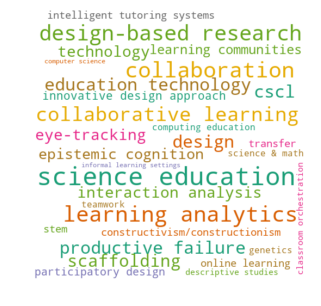 intelligent tutoring systems
design-based research
technology learning communities
computer science
collaboration
education technology
innovative design approach cscl
collaborative learning
computing education
eye-tracking design transfer
epistemic cognition science & math
informal learning settings
science education
interaction analysis
teamwork
learning analytics
stem constructivism/constructionism
productive failure genetics
scaffolding online learning
participatory design descriptive studies
classroom orchestration